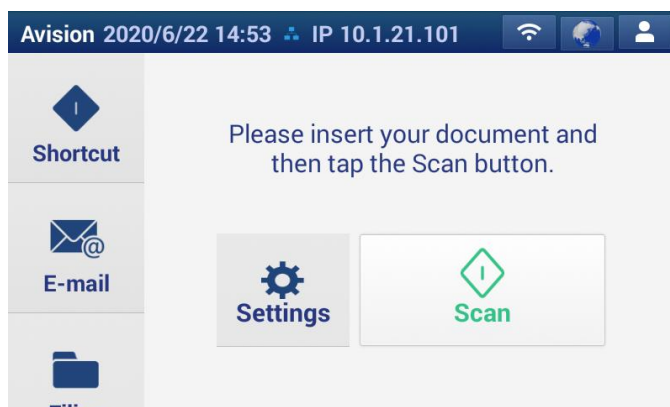 Avision 2020/6/22 14:53 IP 10.1.21.101
Shortcut
Please insert your document and
then tap the Scan button.
@
E-mail
Settings
Scan